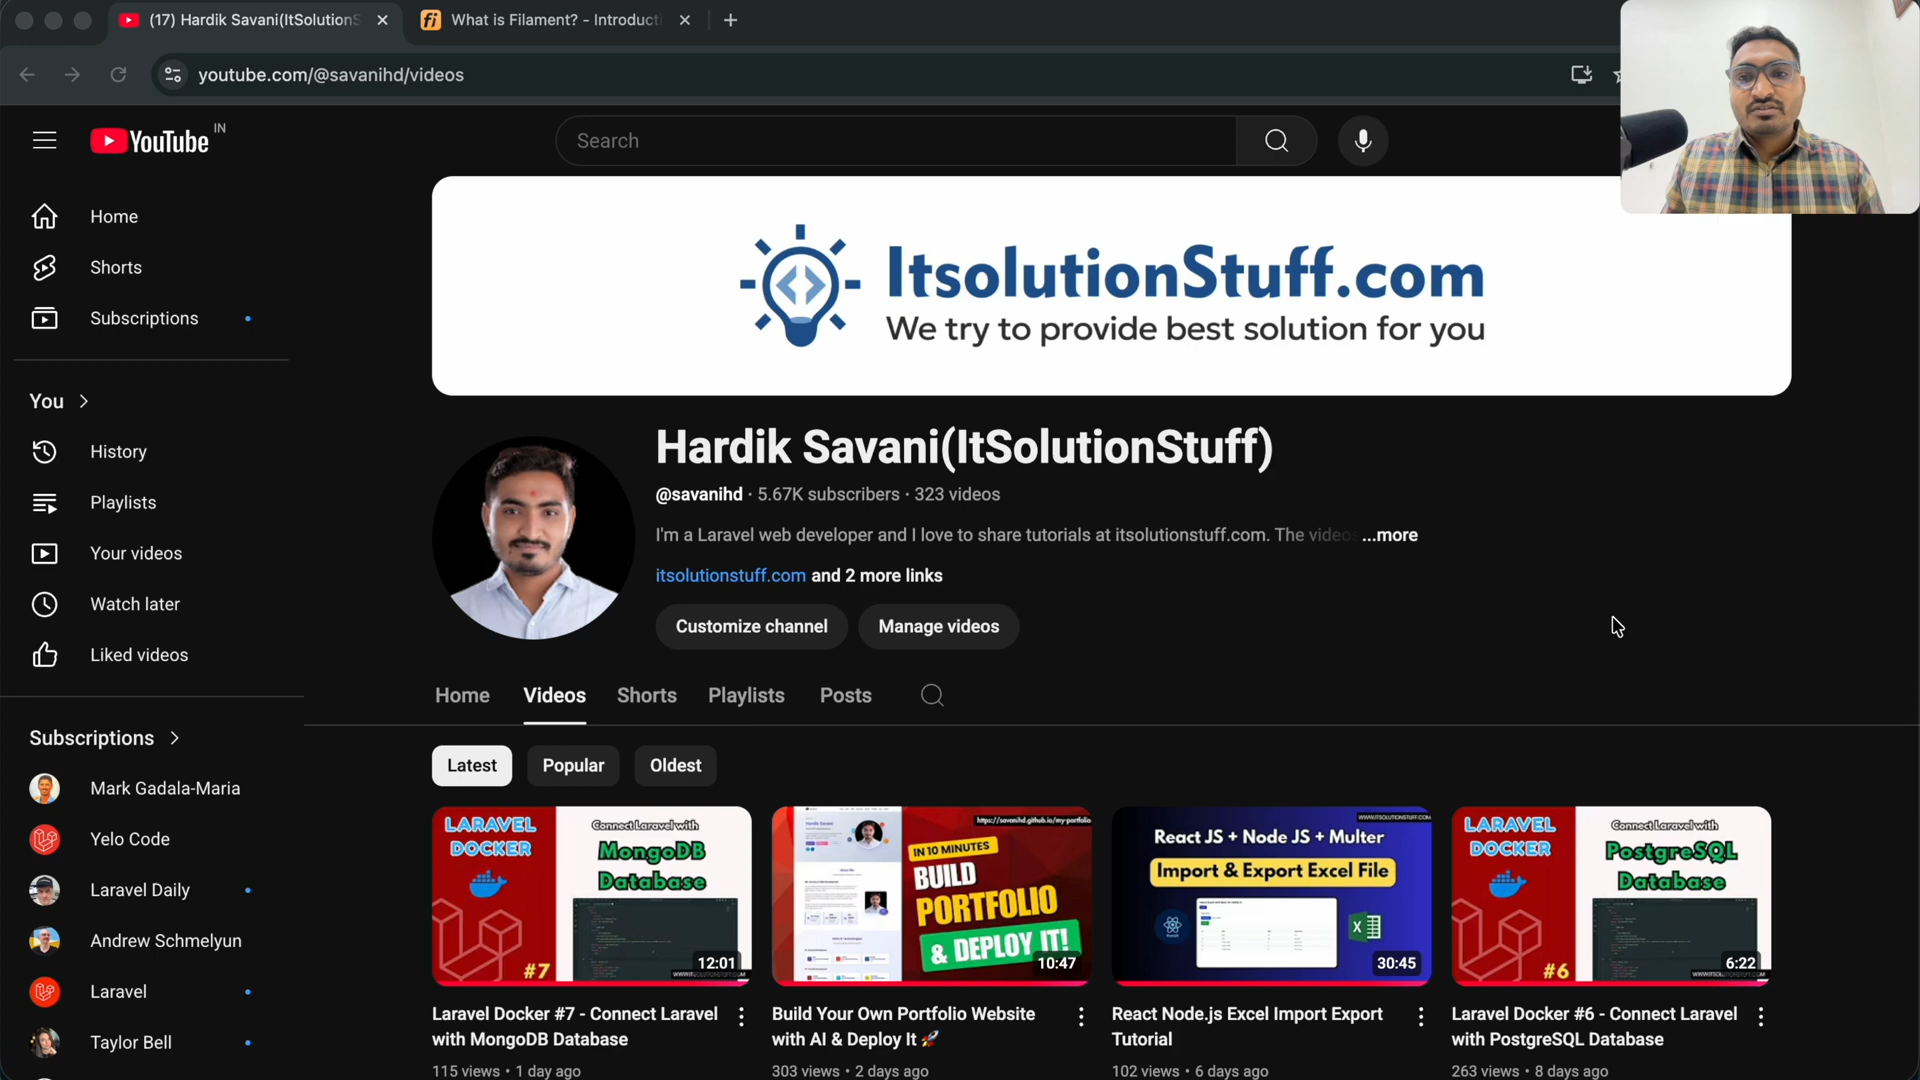 (17) Hardik Savani(ItSolutionS
What is Filament? - Introducti
youtube.com/@savanihd/videos
YouTube IN
Search
Home
Shorts
Subscriptions
You
History
Playlists
Your videos
Watch later
Liked videos
Subscriptions
Mark Gadala-Maria
Yelo Code
Laravel Daily
Andrew Schmelyun
Laravel
Taylor Bell
ItsolutionStuff.com
We try to provide best solution for you
Hardik Savani(ItSolutionStuff)
@savanihd · 5.67K subscribers · 323 videos
I'm a Laravel web developer and I love to share tutorials at itsolutionstuff.com. The videos ...more
itsolutionstuff.com and 2 more links
Customize channel
Manage videos
Home Videos Shorts Playlists Posts
Latest Popular Oldest
LARAVEL
DOCKER
Connect Laravel with
MongoDB
Database
#7
WWW.ITSOLUTIONSTUFF.COM
12:01
Laravel Docker #7 - Connect Laravel
with MongoDB Database
115 views • 1 day ago
https://savanihd.github.io/my-portfolio
IN 10 MINUTES
BUILD
PORTFOLIO
& DEPLOY IT!
10:47
Build Your Own Portfolio Website
with AI & Deploy It 🚀
303 views • 2 days ago
WWW.ITSOLUTIONSTUFF.COM
React JS + Node JS + Multer
Import & Export Excel File
30:45
React Node.js Excel Import Export
Tutorial
102 views • 6 days ago
LARAVEL
DOCKER
Connect Laravel with
PostgreSQL
Database
#6
WWW.ITSOLUTIONSTUFF.COM
6:22
Laravel Docker #6 - Connect Laravel
with PostgreSQL Database
263 views • 8 days ago